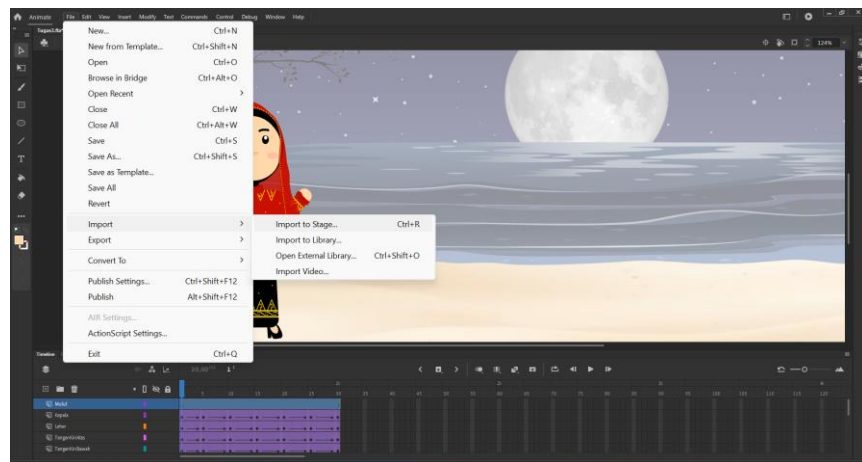 Animate File Edit View Insert Modify Text Commands Control Debug Window Help
124%
New... Ctrl+N
New from Template... Ctrl+Shift+N
Open Ctrl+O
Browse in Bridge Ctrl+Alt+O
Open Recent >
Close Ctrl+W
Close All Ctrl+Alt+W
Save Ctrl+S
Save As... Ctrl+Shift+S
Save as Template...
Save All
Revert
Import >
Import to Stage... Ctrl+R
Export >
Import to Library...
Convert To >
Open External Library... Ctrl+Shift+O
Import Video...
Publish Settings... Ctrl+Shift+F12
Publish Alt+Shift+F12
AIR Settings...
ActionScript Settings...
Exit Ctrl+Q
Timeline
Mulut
Kepala
Leher